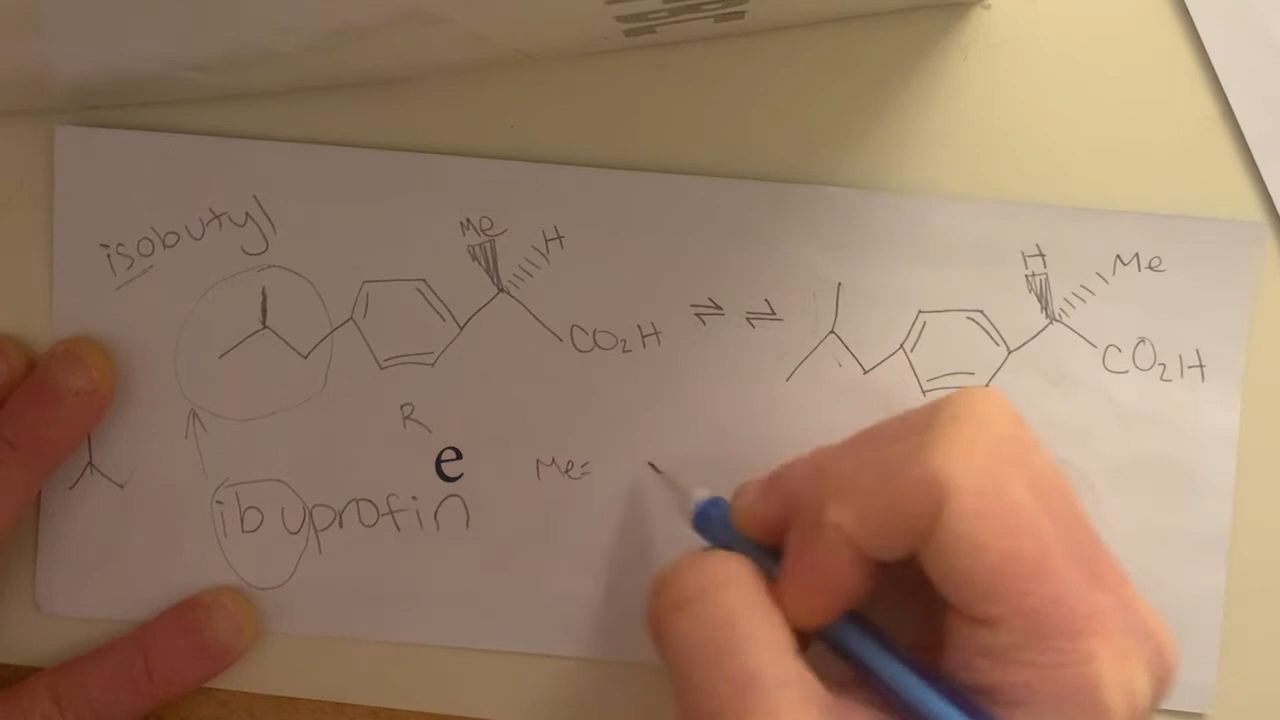 isobutyl
Me
H
CO2H
⇌ ⇌
H
Me
CO2H
R
e
Me=
ibuprofin